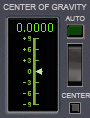 CENTER OF GRAVITY
AUTO
0.0000
+9
+6
+3
0
-3
-6
-9
CENTER